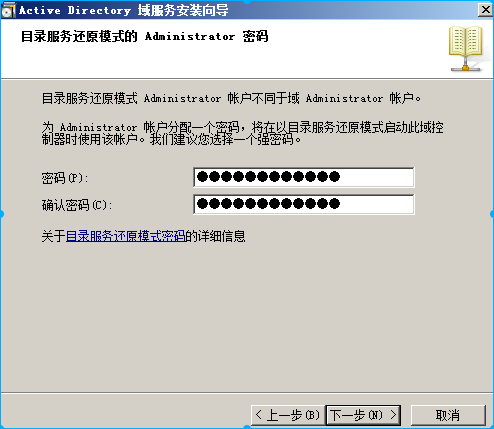 Active Directory 域服务安装向导
目录服务还原模式的 Administrator 密码
目录服务还原模式 Administrator 帐户不同于域 Administrator 帐户。
为 Administrator 帐户分配一个密码，将在以目录服务还原模式启动此域控
制器时使用该帐户。我们建议您选择一个强密码。
密码(P):
●●●●●●●●●●●●
确认密码(C):
●●●●●●●●●●●●
关于目录服务还原模式密码的详细信息
< 上一步(B) 下一步(N) > 取消